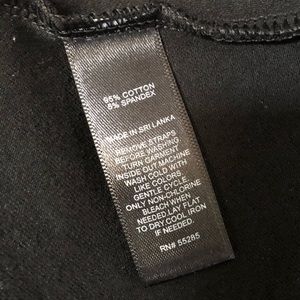 95% COTTON
5% SPANDEX
MADE IN SRI LANKA
REMOVE STRAPS
BEFORE WASHING
TURN GARMENT
INSIDE OUT MACHINE
WASH COLD WITH
LIKE COLORS
GENTLE CYCLE
ONLY NON-CHLORINE
BLEACH WHEN
NEEDED LAY FLAT
TO DRY COOL IRON
IF NEEDED.
RN# 55285